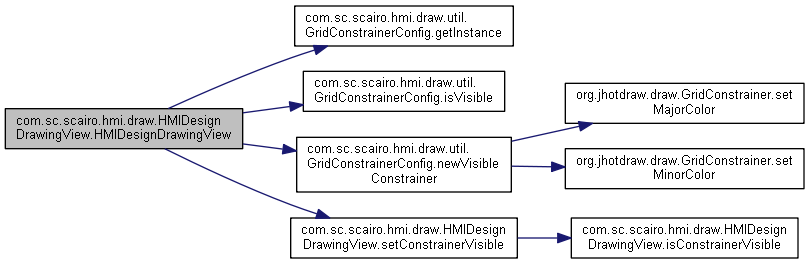 com.sc.scairo.hmi.draw.HMIDesign
DrawingView.HMIDesignDrawingView
com.sc.scairo.hmi.draw.util.
GridConstrainerConfig.getInstance
com.sc.scairo.hmi.draw.util.
GridConstrainerConfig.isVisible
com.sc.scairo.hmi.draw.util.
GridConstrainerConfig.newVisible
Constrainer
com.sc.scairo.hmi.draw.HMIDesign
DrawingView.setConstrainerVisible
org.jhotdraw.draw.GridConstrainer.set
MajorColor
org.jhotdraw.draw.GridConstrainer.set
MinorColor
com.sc.scairo.hmi.draw.HMIDesign
DrawingView.isConstrainerVisible